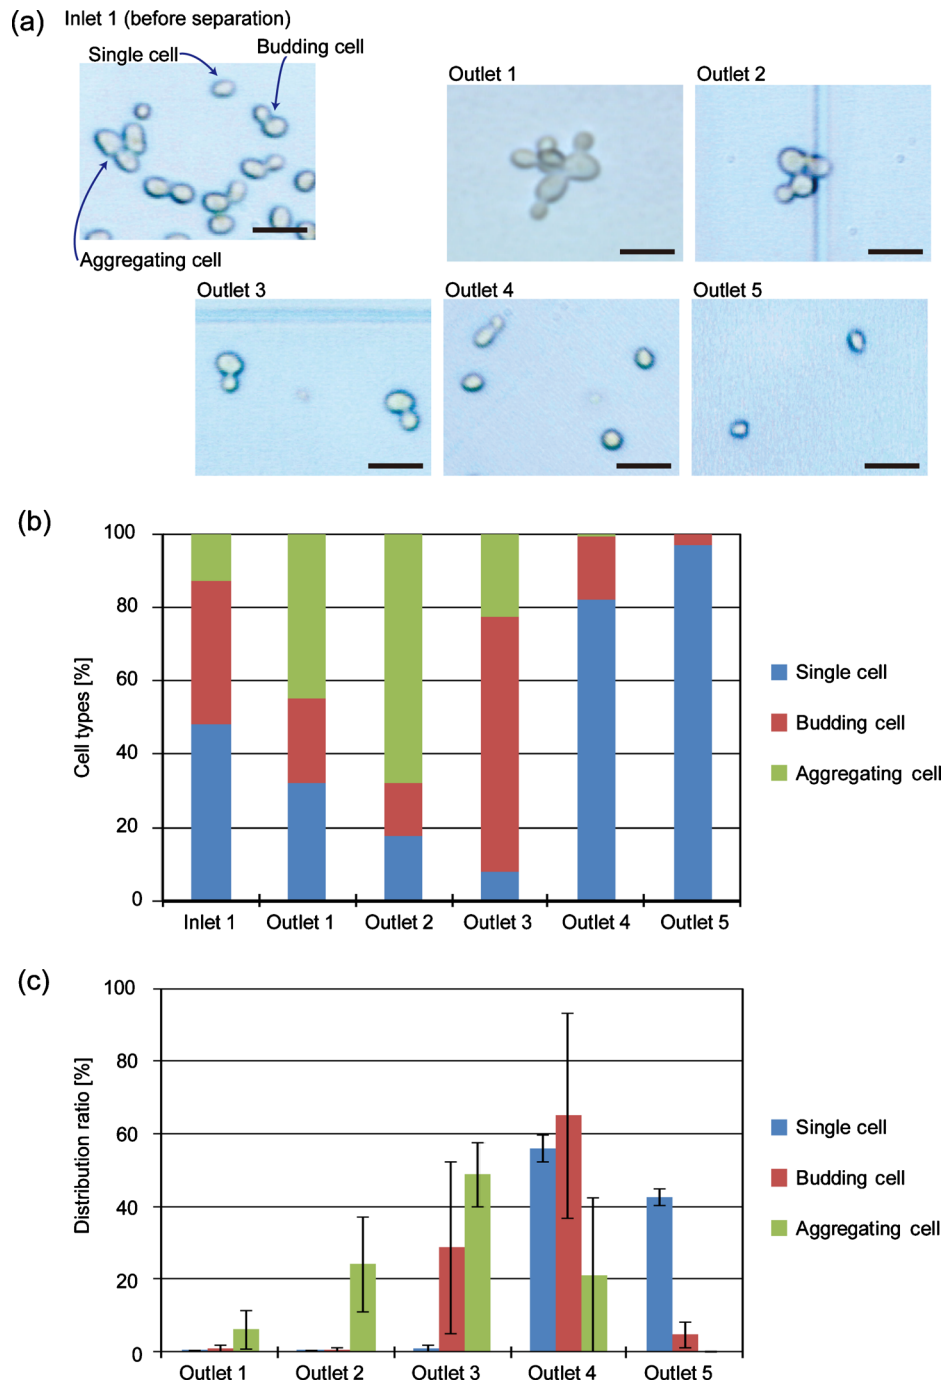 (a)
Inlet 1 (before separation)
Single cell
Budding cell
Aggregating cell
Outlet 1
Outlet 2
Outlet 3
Outlet 4
Outlet 5
(b)
Cell types [%]
100
80
60
40
20
0
Inlet 1 Outlet 1 Outlet 2 Outlet 3 Outlet 4 Outlet 5
Single cell
Budding cell
Aggregating cell
(c)
Distribution ratio [%]
100
80
60
40
20
0
Outlet 1 Outlet 2 Outlet 3 Outlet 4 Outlet 5
Single cell
Budding cell
Aggregating cell